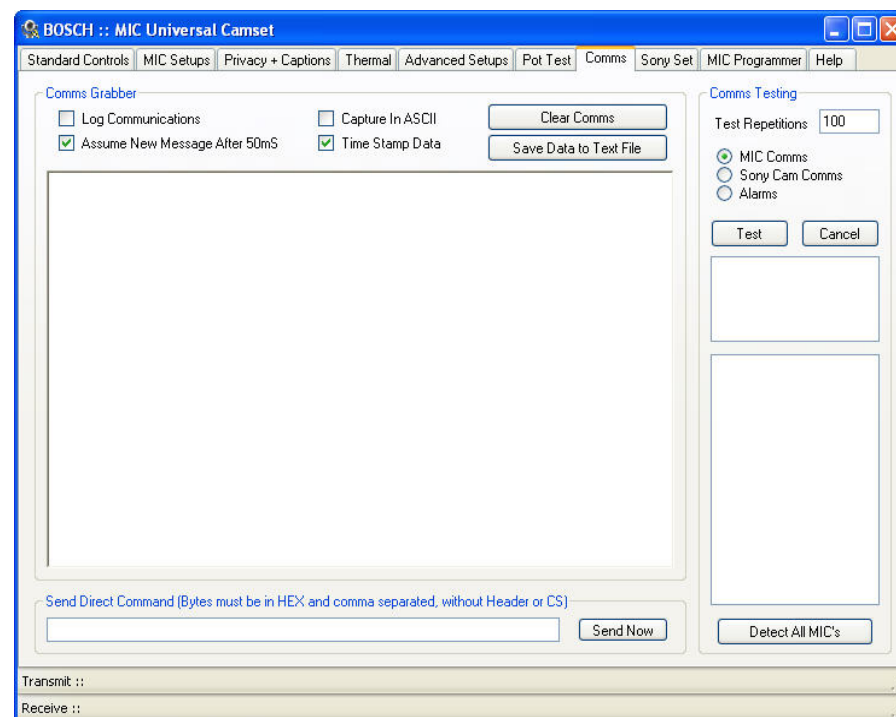 BOSCH :: MIC Universal Camset
Standard Controls MIC Setups Privacy + Captions Thermal Advanced Setups Pot Test Comms Sony Set MIC Programmer Help
Comms Grabber
Log Communications
Capture In ASCII
Clear Comms
Assume New Message After 50mS
Time Stamp Data
Save Data to Text File
Send Direct Command (Bytes must be in HEX and comma separated, without Header or CS)
Send Now
Comms Testing
Test Repetitions 100
MIC Comms
Sony Cam Comms
Alarms
Test Cancel
Detect All MIC's
Transmit ::
Receive ::